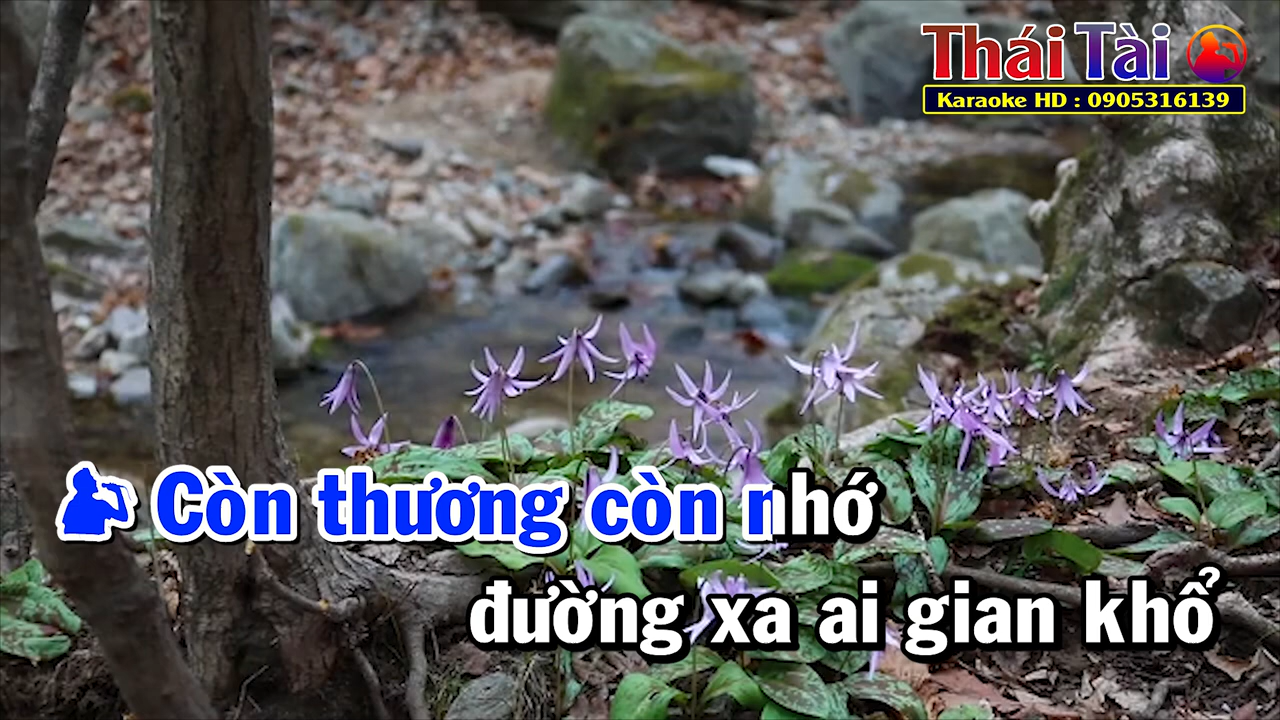 Thái Tài
Karaoke HD : 0905316139
Còn thương còn nhớ
đường xa ai gian khổ